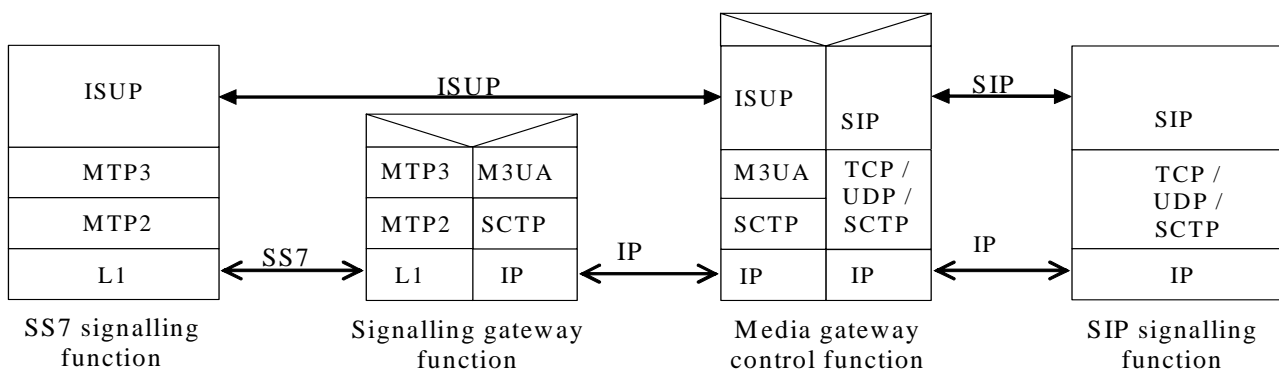 ISUP
MTP3
MTP2
L1
SS7 signalling
function
ISUP
SS7
MTP3
M3UA
MTP2
SCTP
L1
IP
Signalling gateway
function
IP
ISUP
SIP
M3UA
SCTP
TCP /
UDP /
SCTP
IP
IP
Media gateway
control function
SIP
IP
SIP
TCP /
UDP /
SCTP
IP
SIP signalling
function